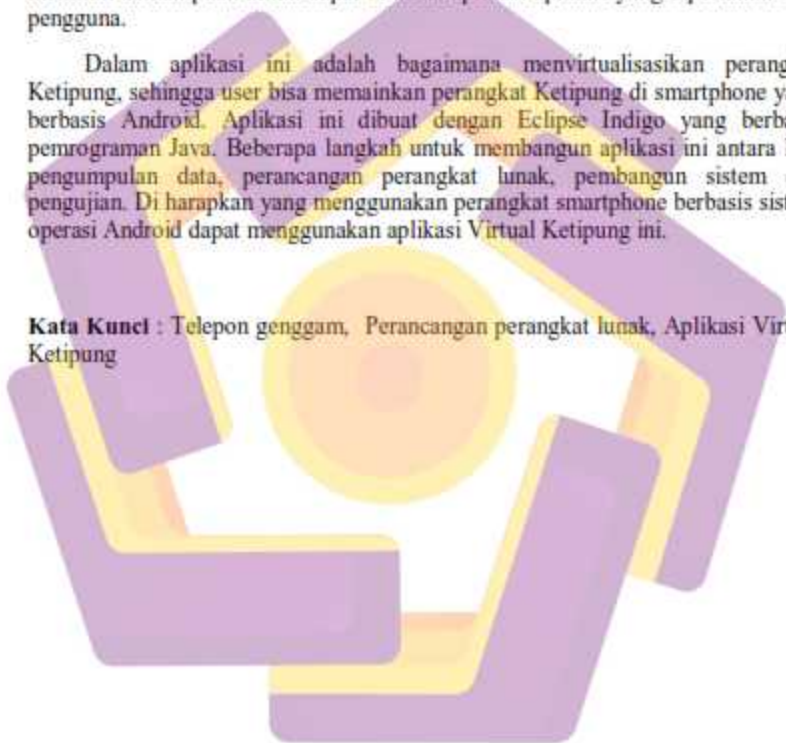 pengguna.
Dalam aplikasi ini adalah bagaimana menvirtualisasikan perang
Ketipung, sehingga user bisa memainkan perangkat Ketipung di smartphone ya
berbasis Android. Aplikasi ini dibuat dengan Eclipse Indigo yang berba
pemrograman Java. Beberapa langkah untuk membangun aplikasi ini antara
pengumpulan data, perancangan perangkat lunak, pembangun sistem
pengujian. Di harapkan yang menggunakan perangkat smartphone berbasis sist
operasi Android dapat menggunakan aplikasi Virtual Ketipung ini.
Kata Kunci : Telepon genggam, Perancangan perangkat lunak, Aplikasi Virt
Ketipung